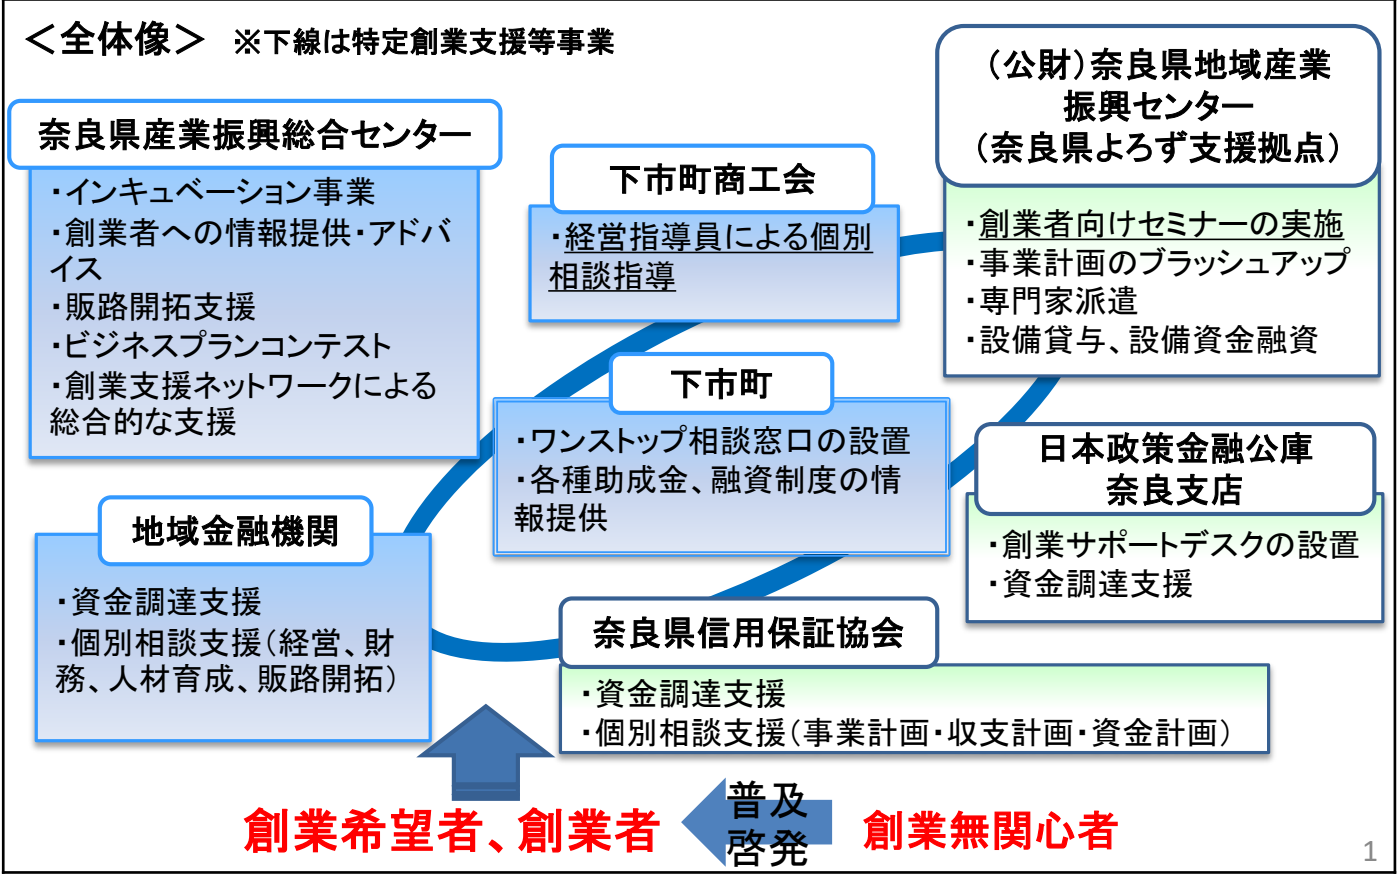 ＜全体像＞ ※下線は特定創業支援等事業
奈良県産業振興総合センター
・インキュベーション事業
・創業者への情報提供・アドバ
イス
・販路開拓支援
・ビジネスプランコンテスト
・創業支援ネットワークによる
総合的な支援
下市町商工会
・経営指導員による個別
相談指導
（公財）奈良県地域産業
振興センター
（奈良県よろず支援拠点）
・創業者向けセミナーの実施
・事業計画のブラッシュアップ
・専門家派遣
・設備貸与、設備資金融資
下市町
・ワンストップ相談窓口の設置
・各種助成金、融資制度の情
報提供
日本政策金融公庫
奈良支店
・創業サポートデスクの設置
・資金調達支援
地域金融機関
・資金調達支援
・個別相談支援（経営、財
務、人材育成、販路開拓）
奈良県信用保証協会
・資金調達支援
・個別相談支援（事業計画・収支計画・資金計画）
創業希望者、創業者
普及
啓発
創業無関心者
1